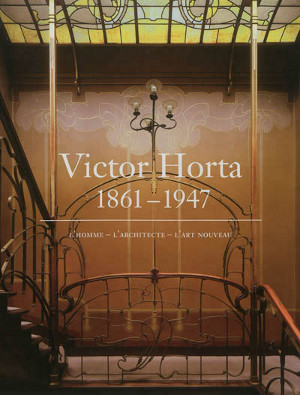 Victor Horta
1861 – 1947
L'HOMME – L'ARCHITECTE – L'ART NOUVEAU